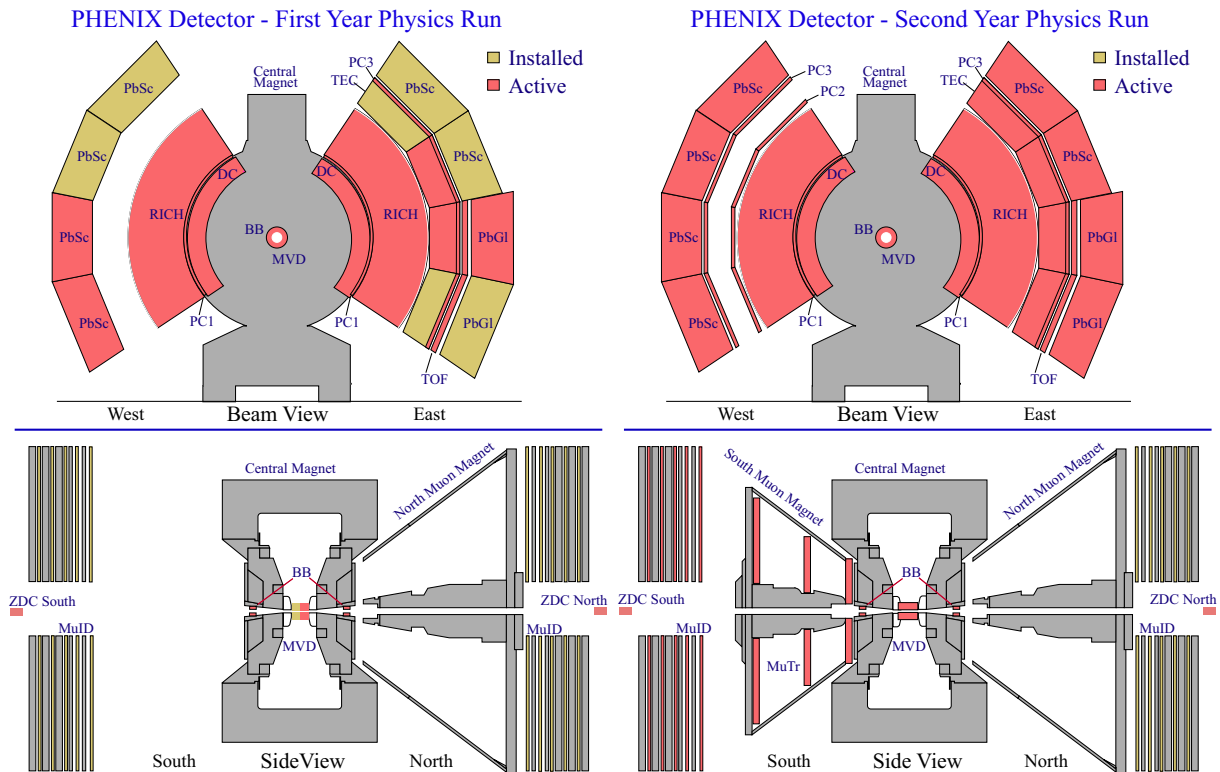 PHENIX Detector - First Year Physics Run
Installed
Active
PC3
TEC
Central
Magnet
PbSc
PbSc
PbSc
PbSc
PbSc
PbSc
DC
DC
RICH
RICH
BB
MVD
PbGl
PbGl
PC1
PC1
TOF
West
Beam View
East
Central Magnet
North Muon Magnet
BB
ZDC South
ZDC North
MuID
MuID
MVD
South
SideView
North
PHENIX Detector - Second Year Physics Run
Installed
Active
PC3
PC2
PC3
TEC
Central
Magnet
PbSc
PbSc
PbSc
PbSc
PbSc
PbSc
DC
DC
RICH
RICH
BB
MVD
PbGl
PbGl
PC1
PC1
TOF
West
Beam View
East
South Muon Magnet
Central Magnet
North Muon Magnet
BB
ZDC South
ZDC North
MuID
MuID
MuTr
MVD
South
Side View
North